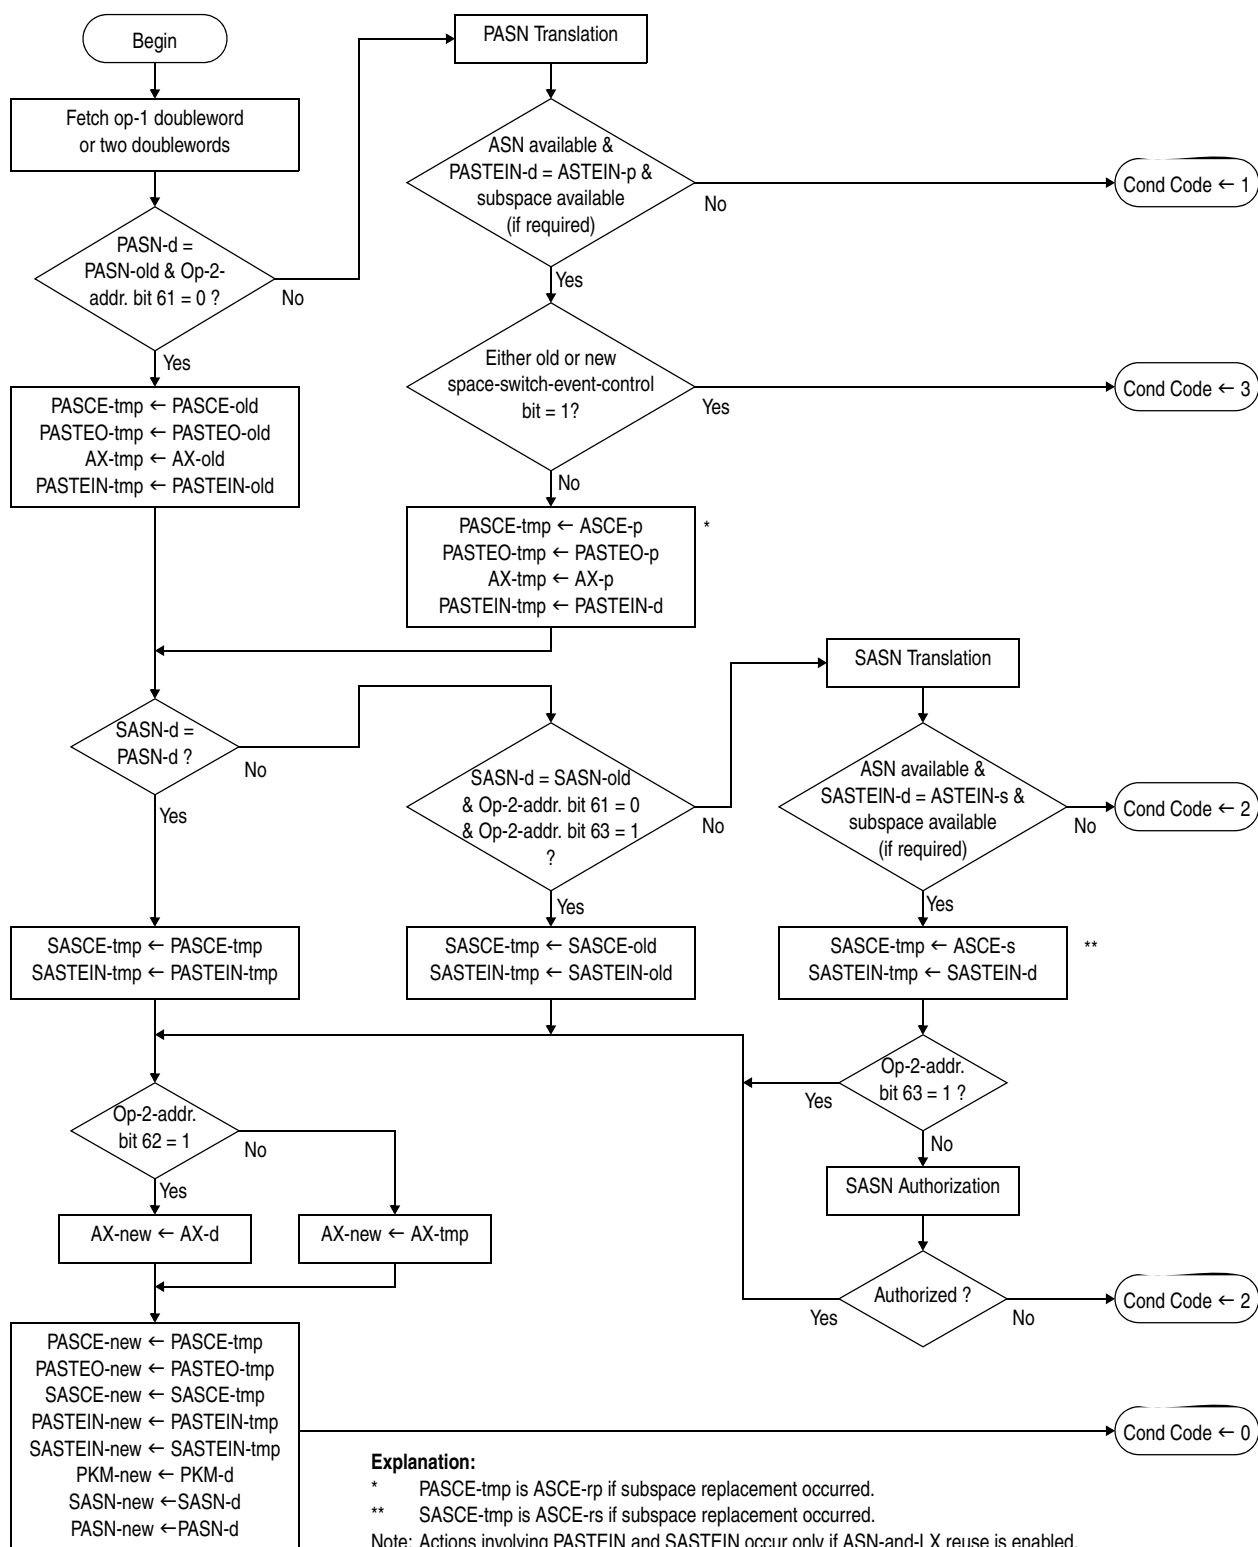 Begin
Fetch op-1 doubleword
or two doublewords
PASN-d =
PASN-old & Op-2-
addr. bit 61 = 0 ?
No
Yes
PASCE-tmp ← PASCE-old
PASTEO-tmp ← PASTEO-old
AX-tmp ← AX-old
PASTEIN-tmp ← PASTEIN-old
PASN Translation
ASN available &
PASTEIN-d = ASTEIN-p &
subspace available
(if required)
No
Cond Code ← 1
Yes
Either old or new
space-switch-event-control
bit = 1?
Yes
Cond Code ← 3
No
PASCE-tmp ← ASCE-p
PASTEO-tmp ← PASTEO-p
AX-tmp ← AX-p
PASTEIN-tmp ← PASTEIN-d
*
SASN-d =
PASN-d ?
No
Yes
SASN-d = SASN-old
& Op-2-addr. bit 61 = 0
& Op-2-addr. bit 63 = 1
?
No
Yes
SASN Translation
ASN available &
SASTEIN-d = ASTEIN-s &
subspace available
(if required)
No
Cond Code ← 2
Yes
SASCE-tmp ← PASCE-tmp
SASTEIN-tmp ← PASTEIN-tmp
SASCE-tmp ← SASCE-old
SASTEIN-tmp ← SASTEIN-old
SASCE-tmp ← ASCE-s
SASTEIN-tmp ← SASTEIN-d
**
Op-2-addr.
bit 63 = 1 ?
Yes
No
SASN Authorization
Authorized ?
Yes
No
Cond Code ← 2
Op-2-addr.
bit 62 = 1
No
Yes
AX-new ← AX-d
AX-new ← AX-tmp
PASCE-new ← PASCE-tmp
PASTEO-new ← PASTEO-tmp
SASCE-new ← SASCE-tmp
PASTEIN-new ← PASTEIN-tmp
SASTEIN-new ← SASTEIN-tmp
PKM-new ← PKM-d
SASN-new ←SASN-d
PASN-new ←PASN-d
Cond Code ← 0
Explanation:
* PASCE-tmp is ASCE-rp if subspace replacement occurred.
** SASCE-tmp is ASCE-rs if subspace replacement occurred.
Note: Actions involving PASTEIN and SASTEIN occur only if ASN-and-LX reuse is enabled.